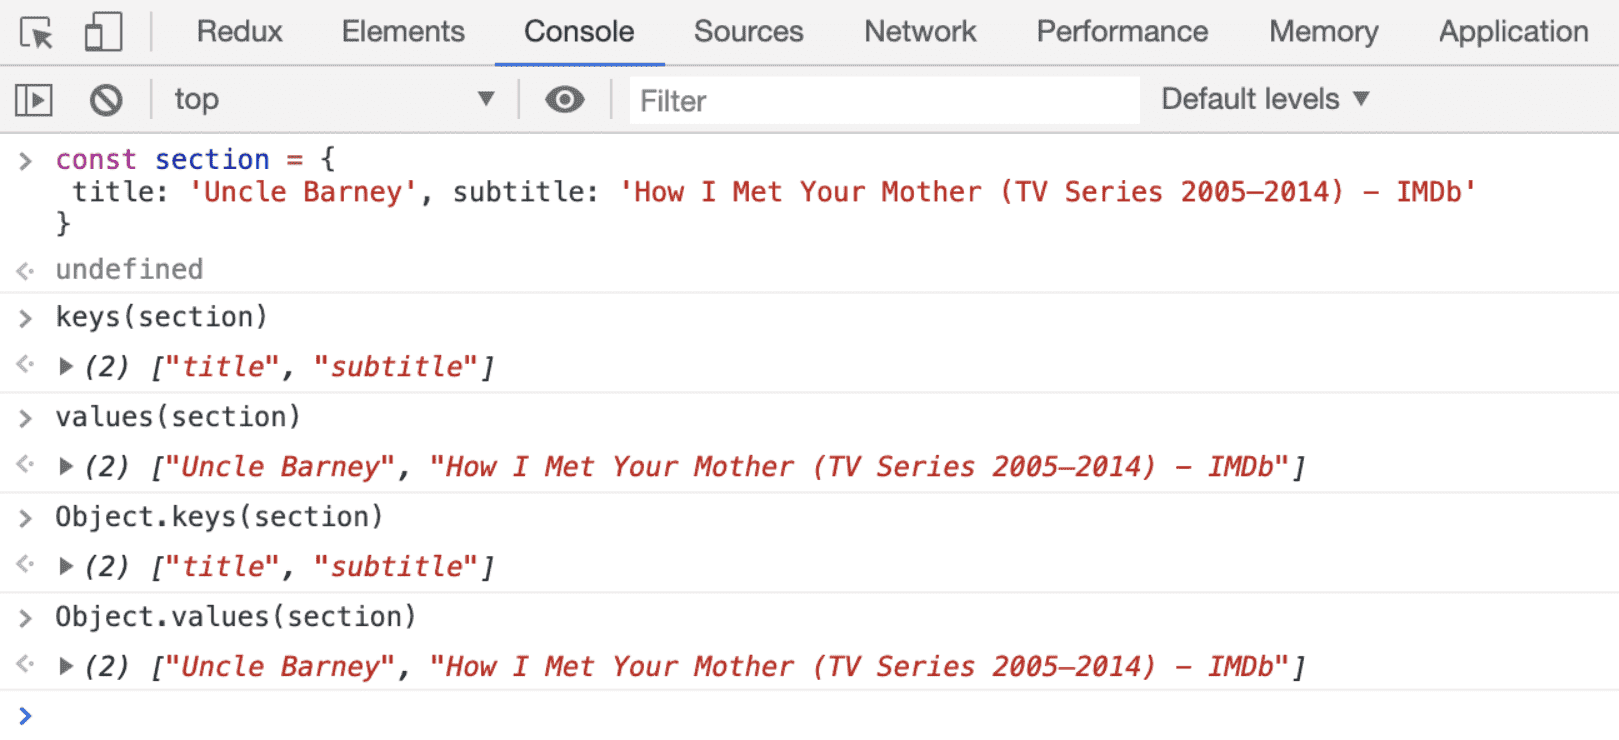 Redux Elements Console Sources Network Performance Memory Application
top Filter Default levels
const section = {
title: 'Uncle Barney', subtitle: 'How I Met Your Mother (TV Series 2005–2014) - IMDb'
}
undefined
keys(section)
(2) ["title", "subtitle"]
values(section)
(2) ["Uncle Barney", "How I Met Your Mother (TV Series 2005–2014) - IMDb"]
Object.keys(section)
(2) ["title", "subtitle"]
Object.values(section)
(2) ["Uncle Barney", "How I Met Your Mother (TV Series 2005–2014) - IMDb"]